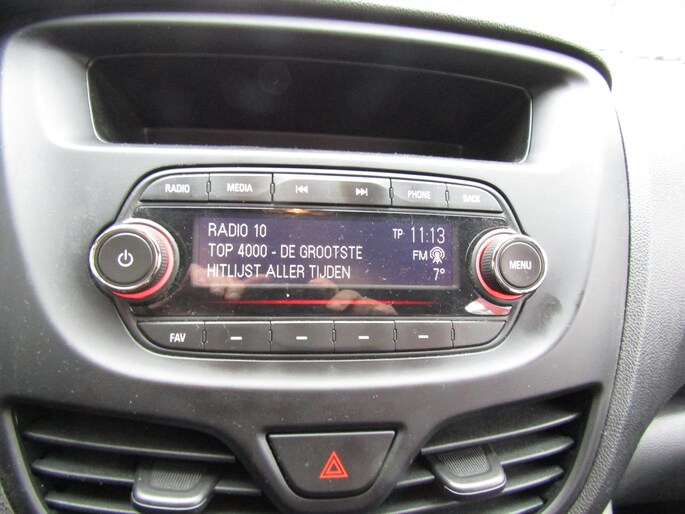 RADIO MEDIA PHONE BACK
RADIO 10 TP 11:13
TOP 4000 - DE GROOTSTE FM
HITLIJST ALLER TIJDEN 7°
MENU
FAV – – – –